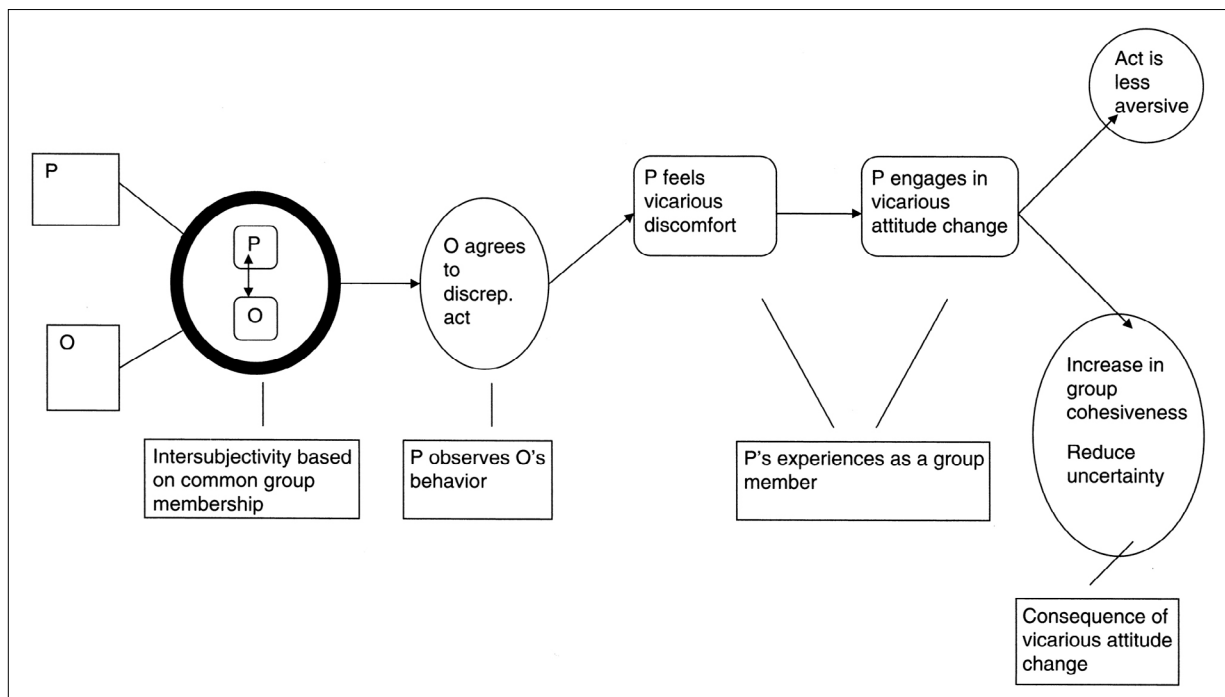 P
O
P
O
Intersubjectivity based
on common group
membership
O agrees
to
discrep.
act
P observes O's
behavior
P feels
vicarious
discomfort
P engages in
vicarious
attitude change
P's experiences as a group
member
Act is
less
aversive
Increase in
group
cohesiveness
Reduce
uncertainty
Consequence of
vicarious attitude
change